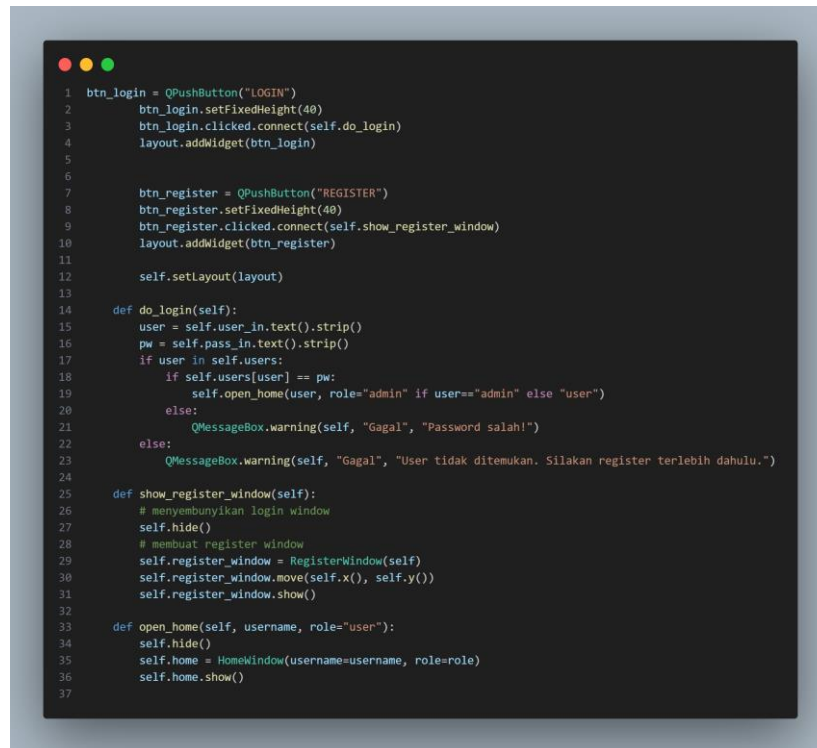 1 btn_login = QPushButton("LOGIN")
2         btn_login.setFixedHeight(40)
3         btn_login.clicked.connect(self.do_login)
4         layout.addWidget(btn_login)
5
6
7         btn_register = QPushButton("REGISTER")
8         btn_register.setFixedHeight(40)
9         btn_register.clicked.connect(self.show_register_window)
10         layout.addWidget(btn_register)
11
12         self.setLayout(layout)
13
14     def do_login(self):
15         user = self.user_in.text().strip()
16         pw = self.pass_in.text().strip()
17         if user in self.users:
18             if self.users[user] == pw:
19                 self.open_home(user, role="admin" if user=="admin" else "user")
20             else:
21                 QMessageBox.warning(self, "Gagal", "Password salah!")
22         else:
23             QMessageBox.warning(self, "Gagal", "User tidak ditemukan. Silakan register terlebih dahulu.")
24
25     def show_register_window(self):
26         # menyembunyikan login window
27         self.hide()
28         # membuat register window
29         self.register_window = RegisterWindow(self)
30         self.register_window.move(self.x(), self.y())
31         self.register_window.show()
32
33     def open_home(self, username, role="user"):
34         self.hide()
35         self.home = HomeWindow(username=username, role=role)
36         self.home.show()
37